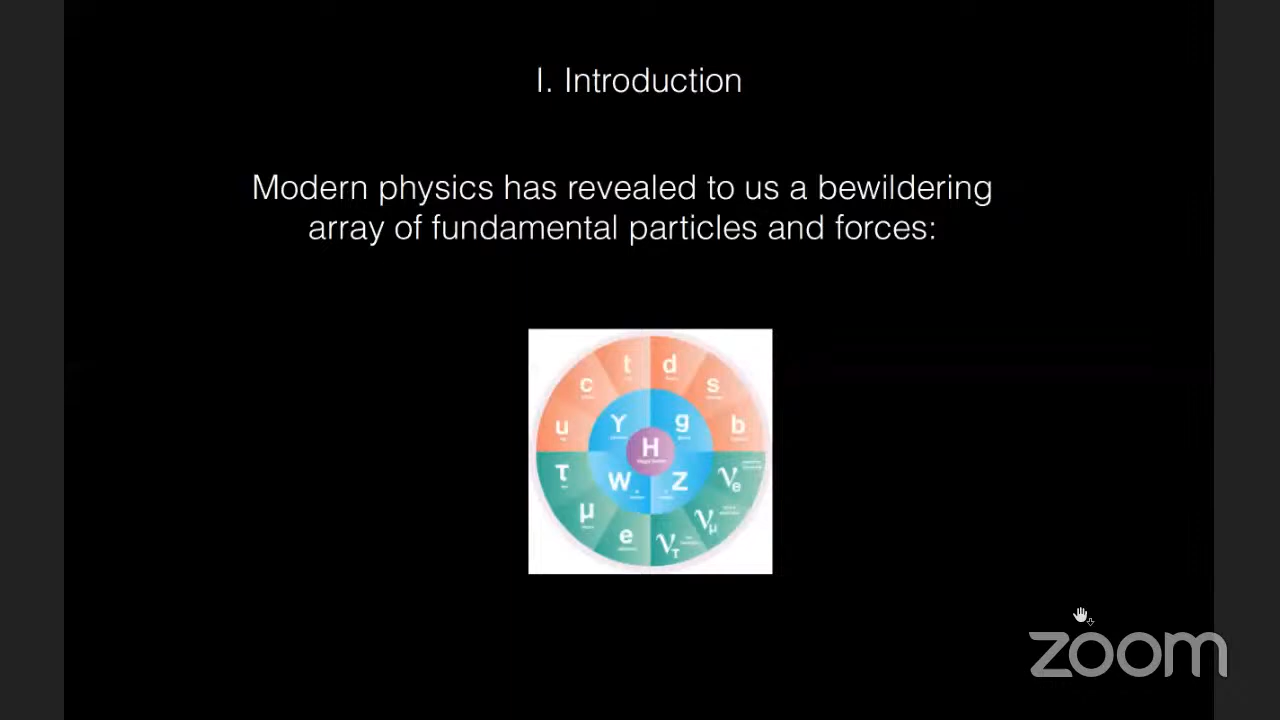 I. Introduction
Modern physics has revealed to us a bewildering
array of fundamental particles and forces:
t d
c s
u γ g b
H
τ W Z νe
μ νμ
e ντ
zoom